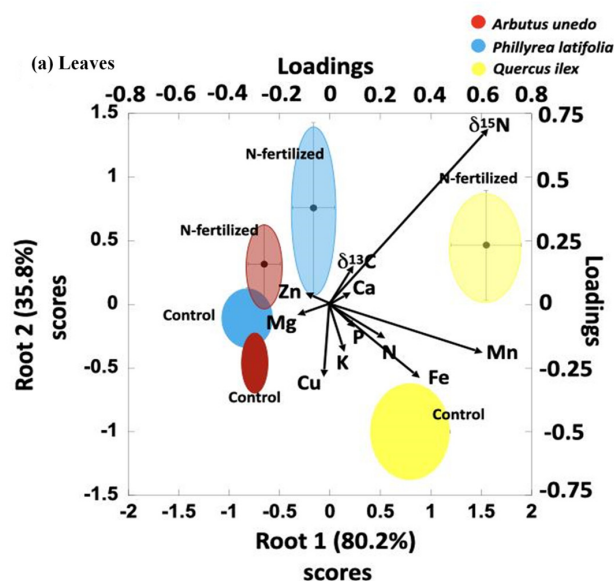 Arbutus unedo
Phillyrea latifolia
Quercus ilex
(a) Leaves
Loadings
-0.8 -0.6 -0.4 -0.2 0 0.2 0.4 0.6 0.8
1.5
1
0.5
0
-0.5
-1
-1.5
Root 2 (35.8%)
scores
0.75
0.5
0.25
0
-0.25
-0.5
-0.75
Loadings
δ15N
N-fertilized
N-fertilized
N-fertilized
δ13C
Zn
Ca
Control
Mg
P
N
Mn
K
Cu
Fe
Control
Control
-2 -1.5 -1 -0.5 0 0.5 1 1.5 2
Root 1 (80.2%)
scores